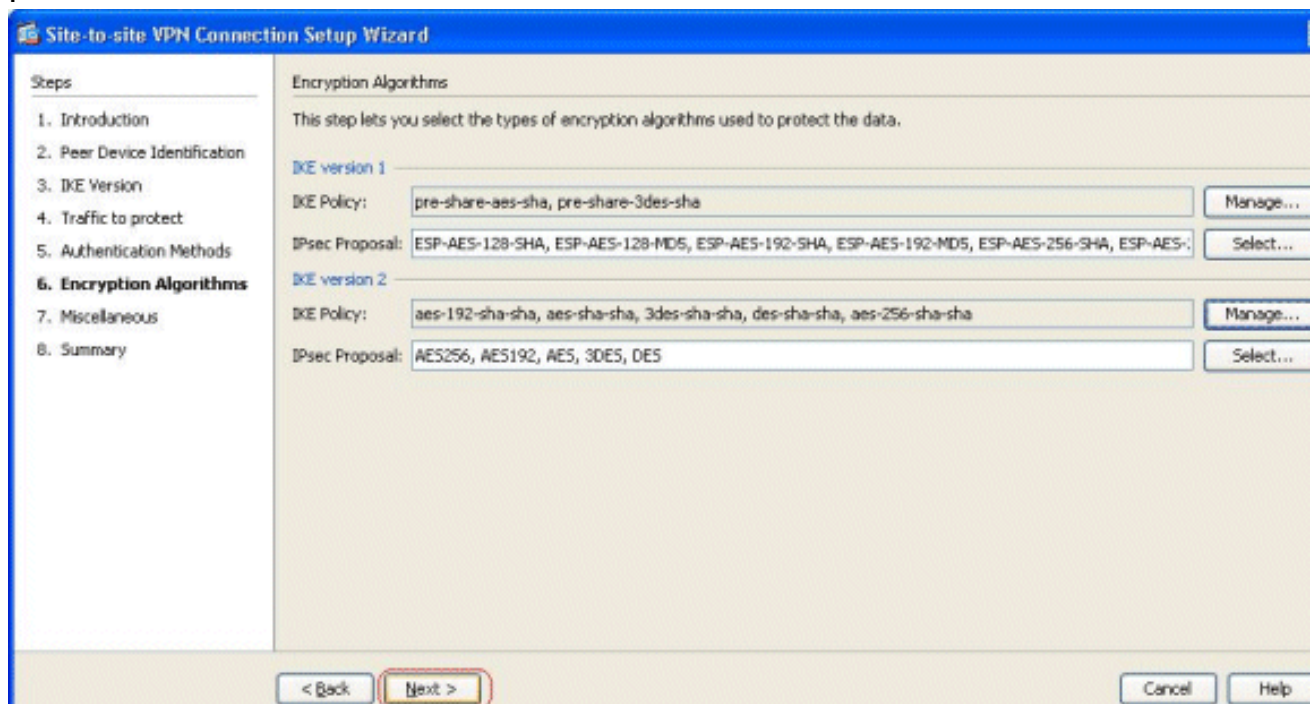 Site-to-site VPN Connection Setup Wizard
Steps
1. Introduction
2. Peer Device Identification
3. IKE Version
4. Traffic to protect
5. Authentication Methods
6. Encryption Algorithms
7. Miscellaneous
8. Summary
Encryption Algorithms
This step lets you select the types of encryption algorithms used to protect the data.
IKE version 1
IKE Policy: pre-share-aes-sha, pre-share-3des-sha Manage...
IPsec Proposal: ESP-AES-128-SHA, ESP-AES-128-MD5, ESP-AES-192-SHA, ESP-AES-192-MD5, ESP-AES-256-SHA, ESP-AES- Select...
IKE version 2
IKE Policy: aes-192-sha-sha, aes-sha-sha, 3des-sha-sha, des-sha-sha, aes-256-sha-sha Manage...
IPsec Proposal: AES256, AES192, AES, 3DES, DES Select...
< Back Next > Cancel Help